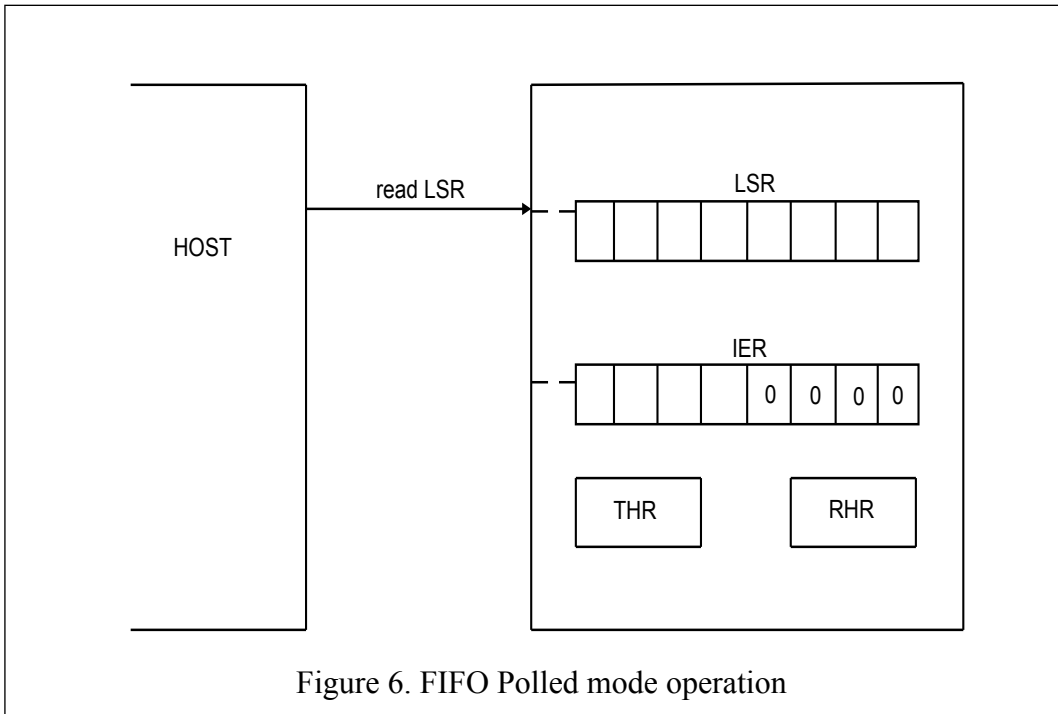 read LSR
LSR
HOST
IER
0 0 0 0
THR RHR
Figure 6. FIFO Polled mode operation